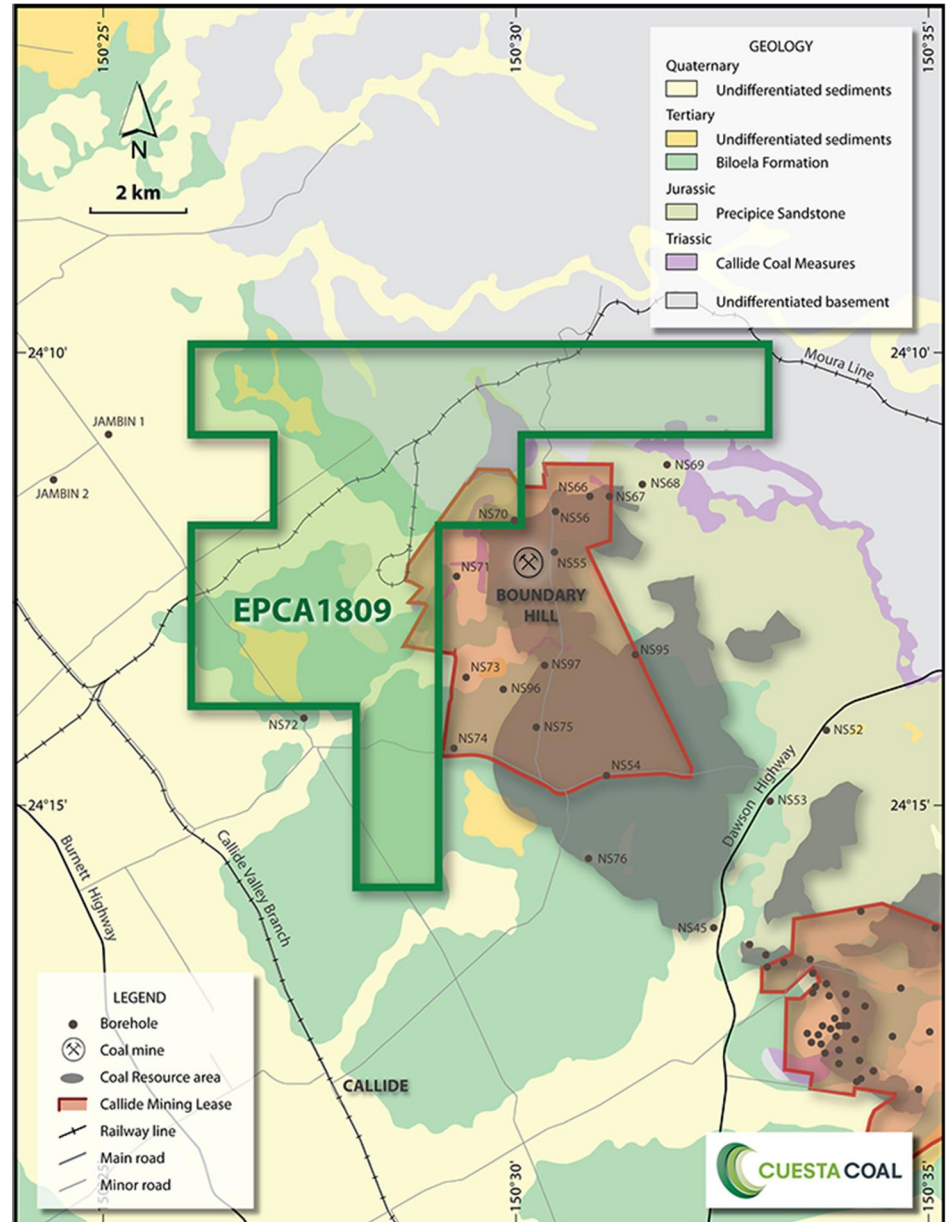 150°25'
150°30'
150°35'
GEOLOGY
Quaternary
Undifferentiated sediments
Tertiary
Undifferentiated sediments
Biloela Formation
Jurassic
Precipice Sandstone
Triassic
Callide Coal Measures
Undifferentiated basement
N
2 km
24°10'
24°10'
Moura Line
JAMBIN 1
JAMBIN 2
NS69
NS68
NS66
NS67
NS70
NS56
NS55
NS71
BOUNDARY
HILL
EPCA1809
NS95
NS97
NS73
NS96
NS72
NS75
NS74
NS52
NS54
Dawson Highway
NS53
24°15'
24°15'
Burnett Highway
Callide Valley Branch
NS76
NS45
LEGEND
Borehole
Coal mine
Coal Resource area
Callide Mining Lease
Railway line
Main road
Minor road
CALLIDE
CUESTA COAL
150°25'
150°30'
150°35'